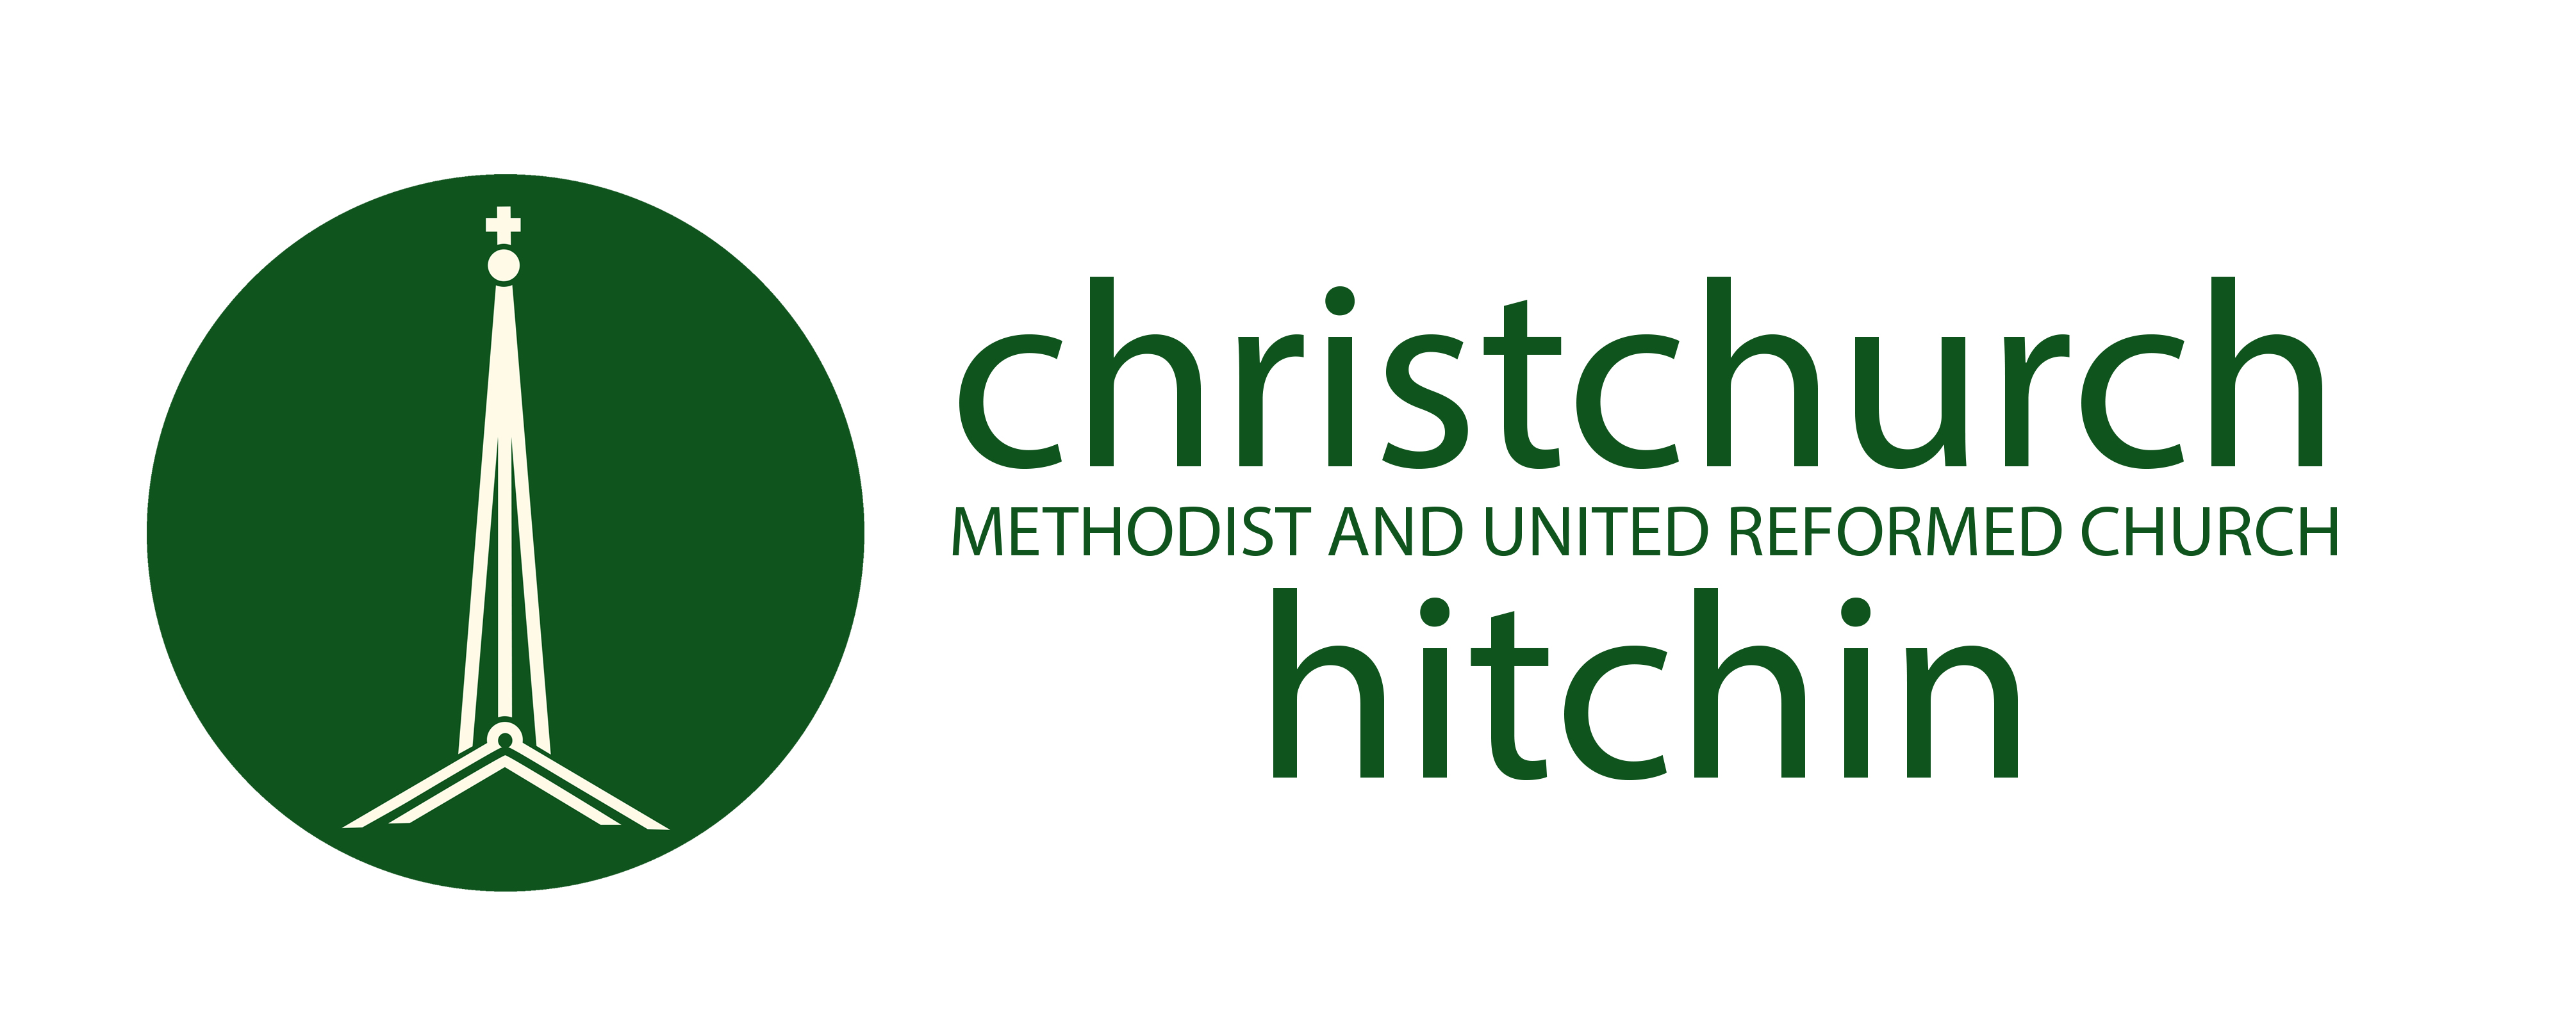 christchurch
METHODIST AND UNITED REFORMED CHURCH
hitchin